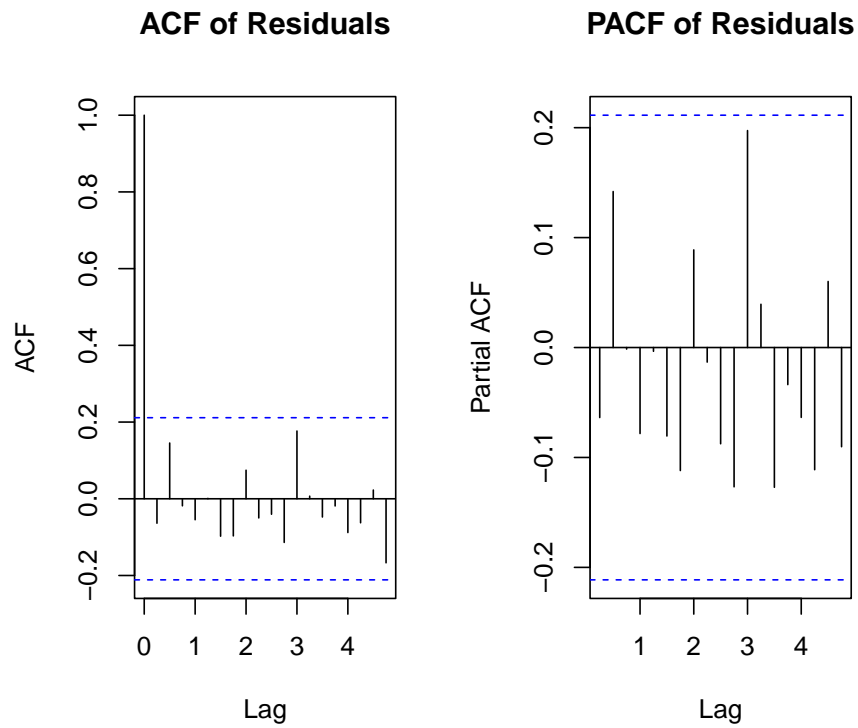 ACF of Residuals
ACF
1.0
0.8
0.6
0.4
0.2
0.0
−0.2
0 1 2 3 4
Lag
PACF of Residuals
Partial ACF
0.2
0.1
0.0
−0.1
−0.2
1 2 3 4
Lag